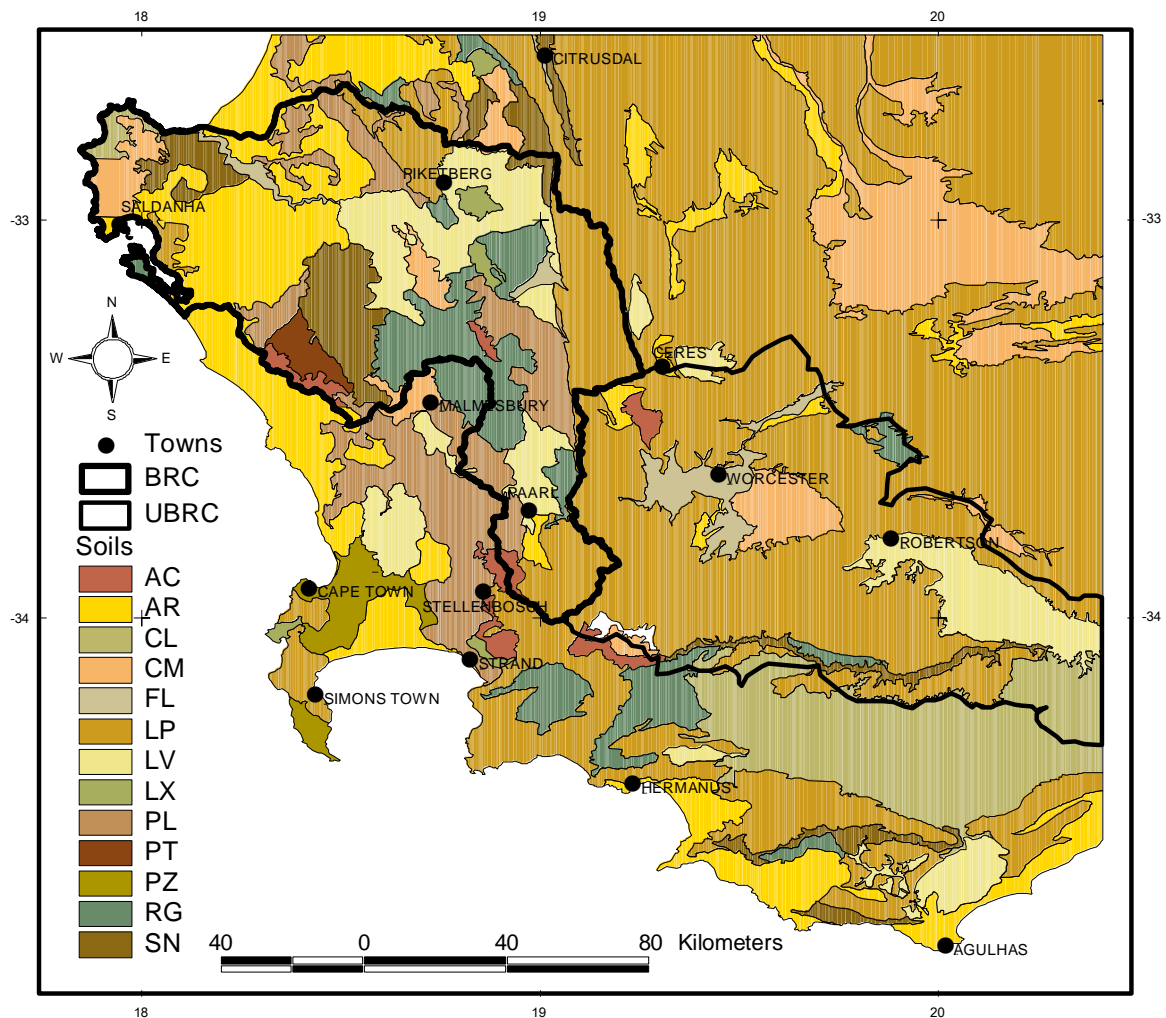 18 19 20
CITRUSDAL
PIKETBERG
SALDANHA
-33 -33
N
W E
S
CERES
MALMESBURY
Towns
BRC
UBRC
Soils
WORCESTER
PAARL
ROBERTSON
AC
AR
CL
CM
FL
LP
LV
LX
PL
PT
PZ
RG
SN
CAPE TOWN
STELLENBOSCH
-34 -34
STRAND
SIMONS TOWN
HERMANUS
AGULHAS
40 0 40 80 Kilometers
18 19 20